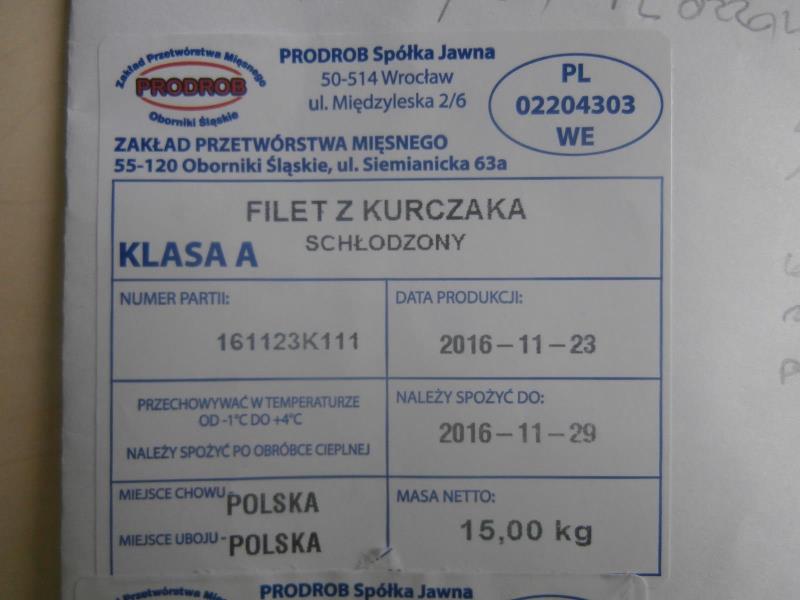 Zakład Przetwórstwa Mięsnego
PRODROB
Oborniki Śląskie
PRODROB Spółka Jawna
50-514 Wrocław
ul. Międzyleska 2/6
PL
02204303
WE
ZAKŁAD PRZETWÓRSTWA MIĘSNEGO
55-120 Oborniki Śląskie, ul. Siemianicka 63a
FILET Z KURCZAKA
SCHŁODZONY
KLASA A
NUMER PARTII:
161123K111
DATA PRODUKCJI:
2016-11-23
PRZECHOWYWAĆ W TEMPERATURZE
OD -1°C DO +4°C
NALEŻY SPOŻYĆ PO OBRÓBCE CIEPLNEJ
NALEŻY SPOŻYĆ DO:
2016-11-29
MIEJSCE CHOWU- POLSKA
MIEJSCE UBOJU - POLSKA
MASA NETTO:
15,00 kg
Zakład Przetwórstwa Mięsnego
PRODROB Spółka Jawna